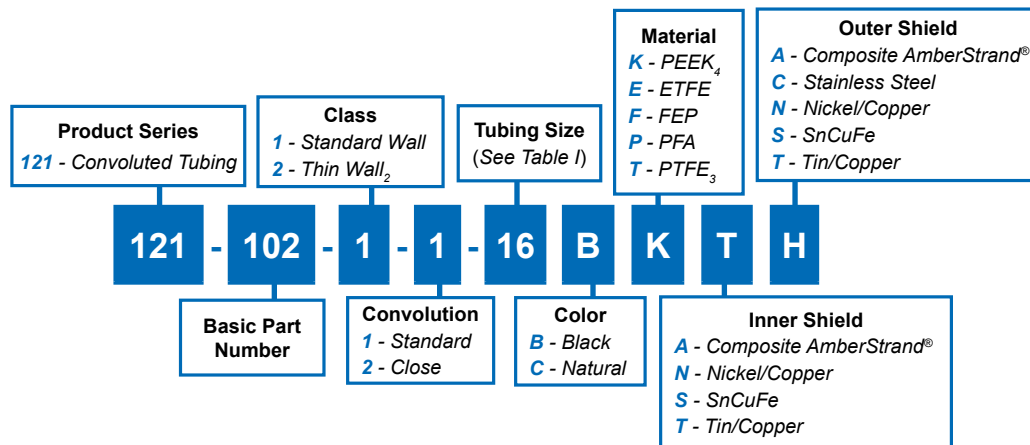 Product Series
121 - Convoluted Tubing
Class
1 - Standard Wall
2 - Thin Wall2
Tubing Size
(See Table I)
Material
K - PEEK4
E - ETFE
F - FEP
P - PFA
T - PTFE3
Outer Shield
A - Composite AmberStrand®
C - Stainless Steel
N - Nickel/Copper
S - SnCuFe
T - Tin/Copper
121 - 102 - 1 - 1 - 16 B K T H
Basic Part
Number
Convolution
1 - Standard
2 - Close
Color
B - Black
C - Natural
Inner Shield
A - Composite AmberStrand®
N - Nickel/Copper
S - SnCuFe
T - Tin/Copper